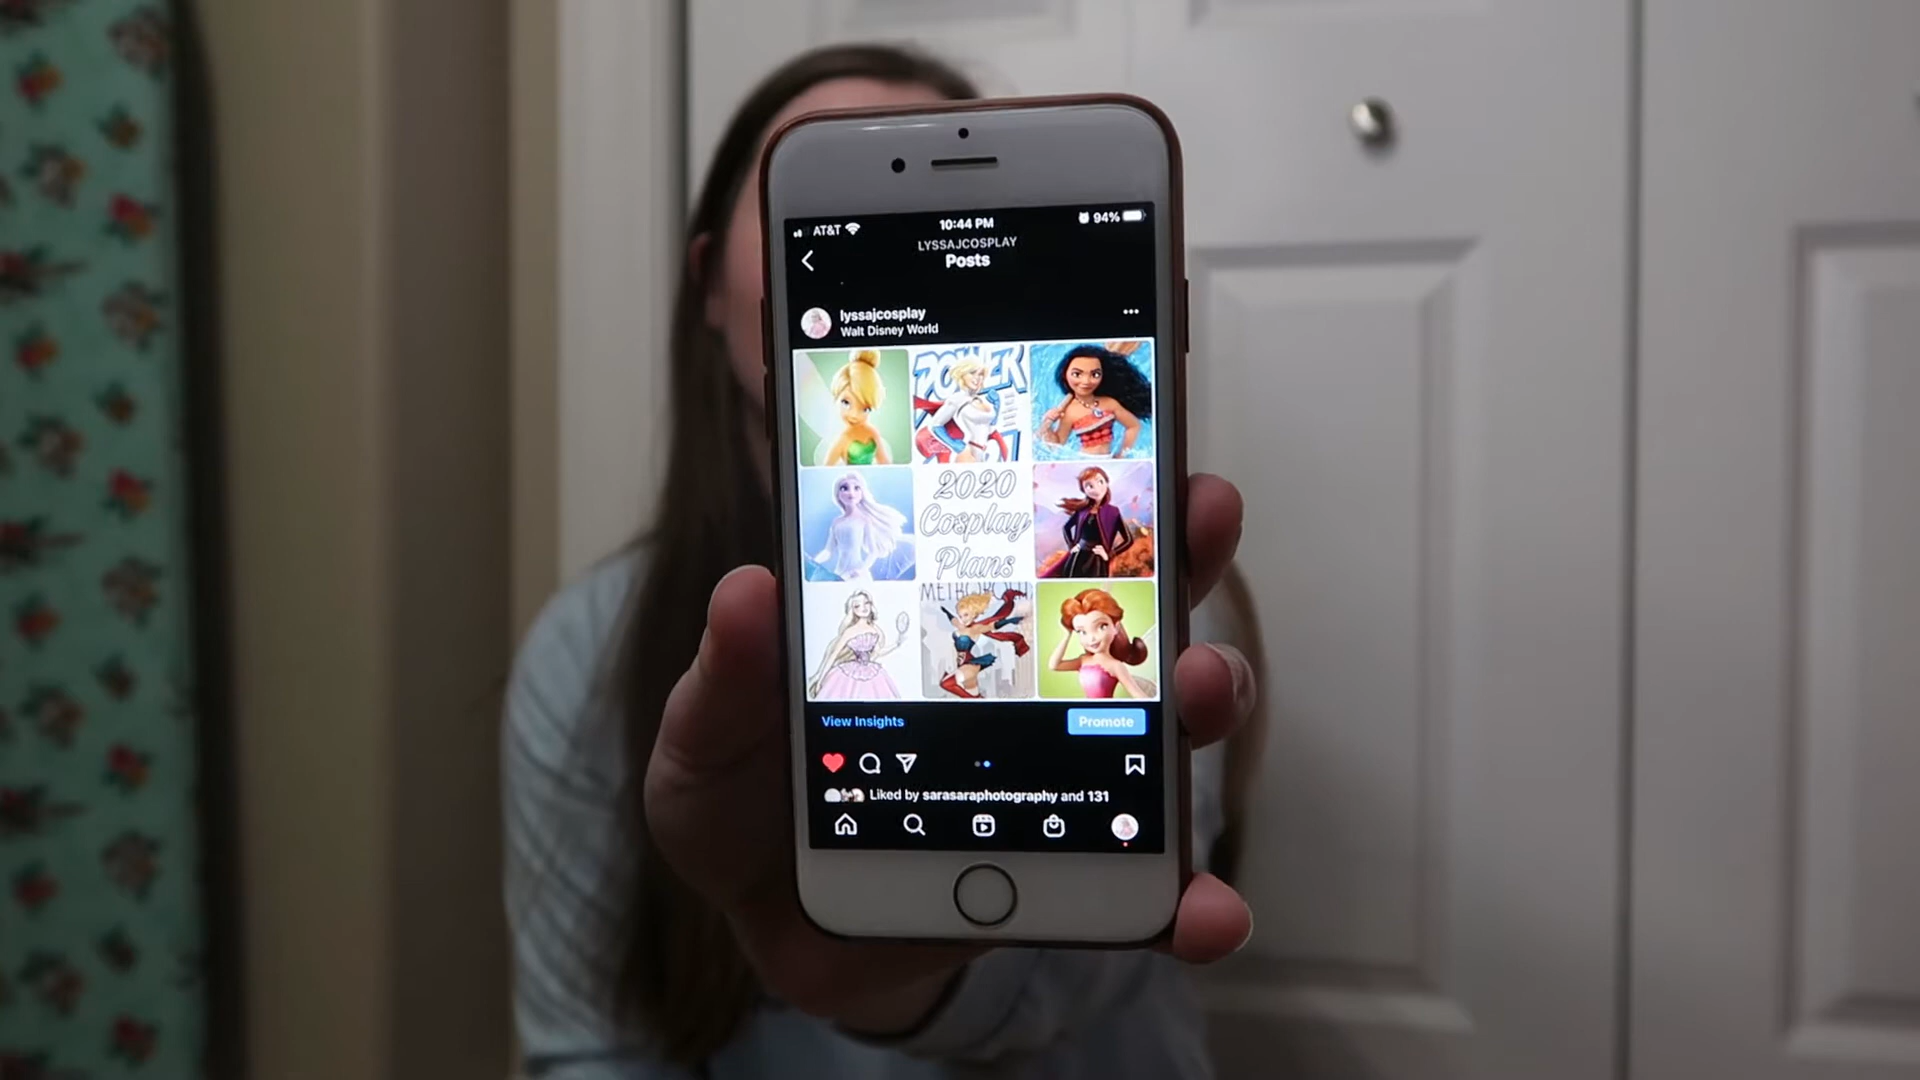 AT&T 10:44 PM 94%
LYSSAJCOSPLAY
Posts
lyssajcosplay
Walt Disney World
POWER
2020
Cosplay
Plans
View Insights Promote
Liked by sarasaraphotography and 131